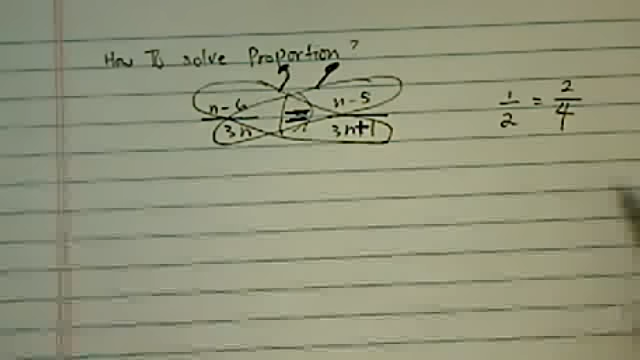 How To solve Proportion?
n-6 / 3n = n-5 / 3n+1
1/2 = 2/4